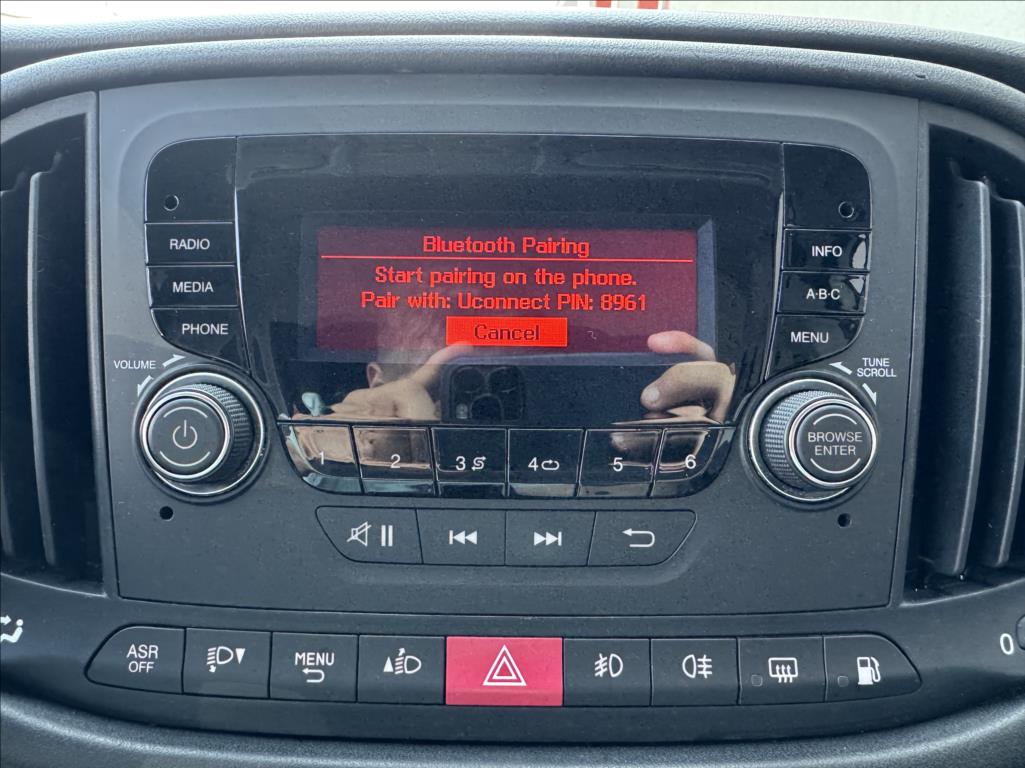 RADIO
MEDIA
PHONE
Bluetooth Pairing
Start pairing on the phone.
Pair with: Uconnect PIN: 8961
Cancel
INFO
A·B·C
MENU
VOLUME
TUNE
SCROLL
BROWSE
ENTER
1
2
3
4
5
6
ASR
OFF
MENU
0